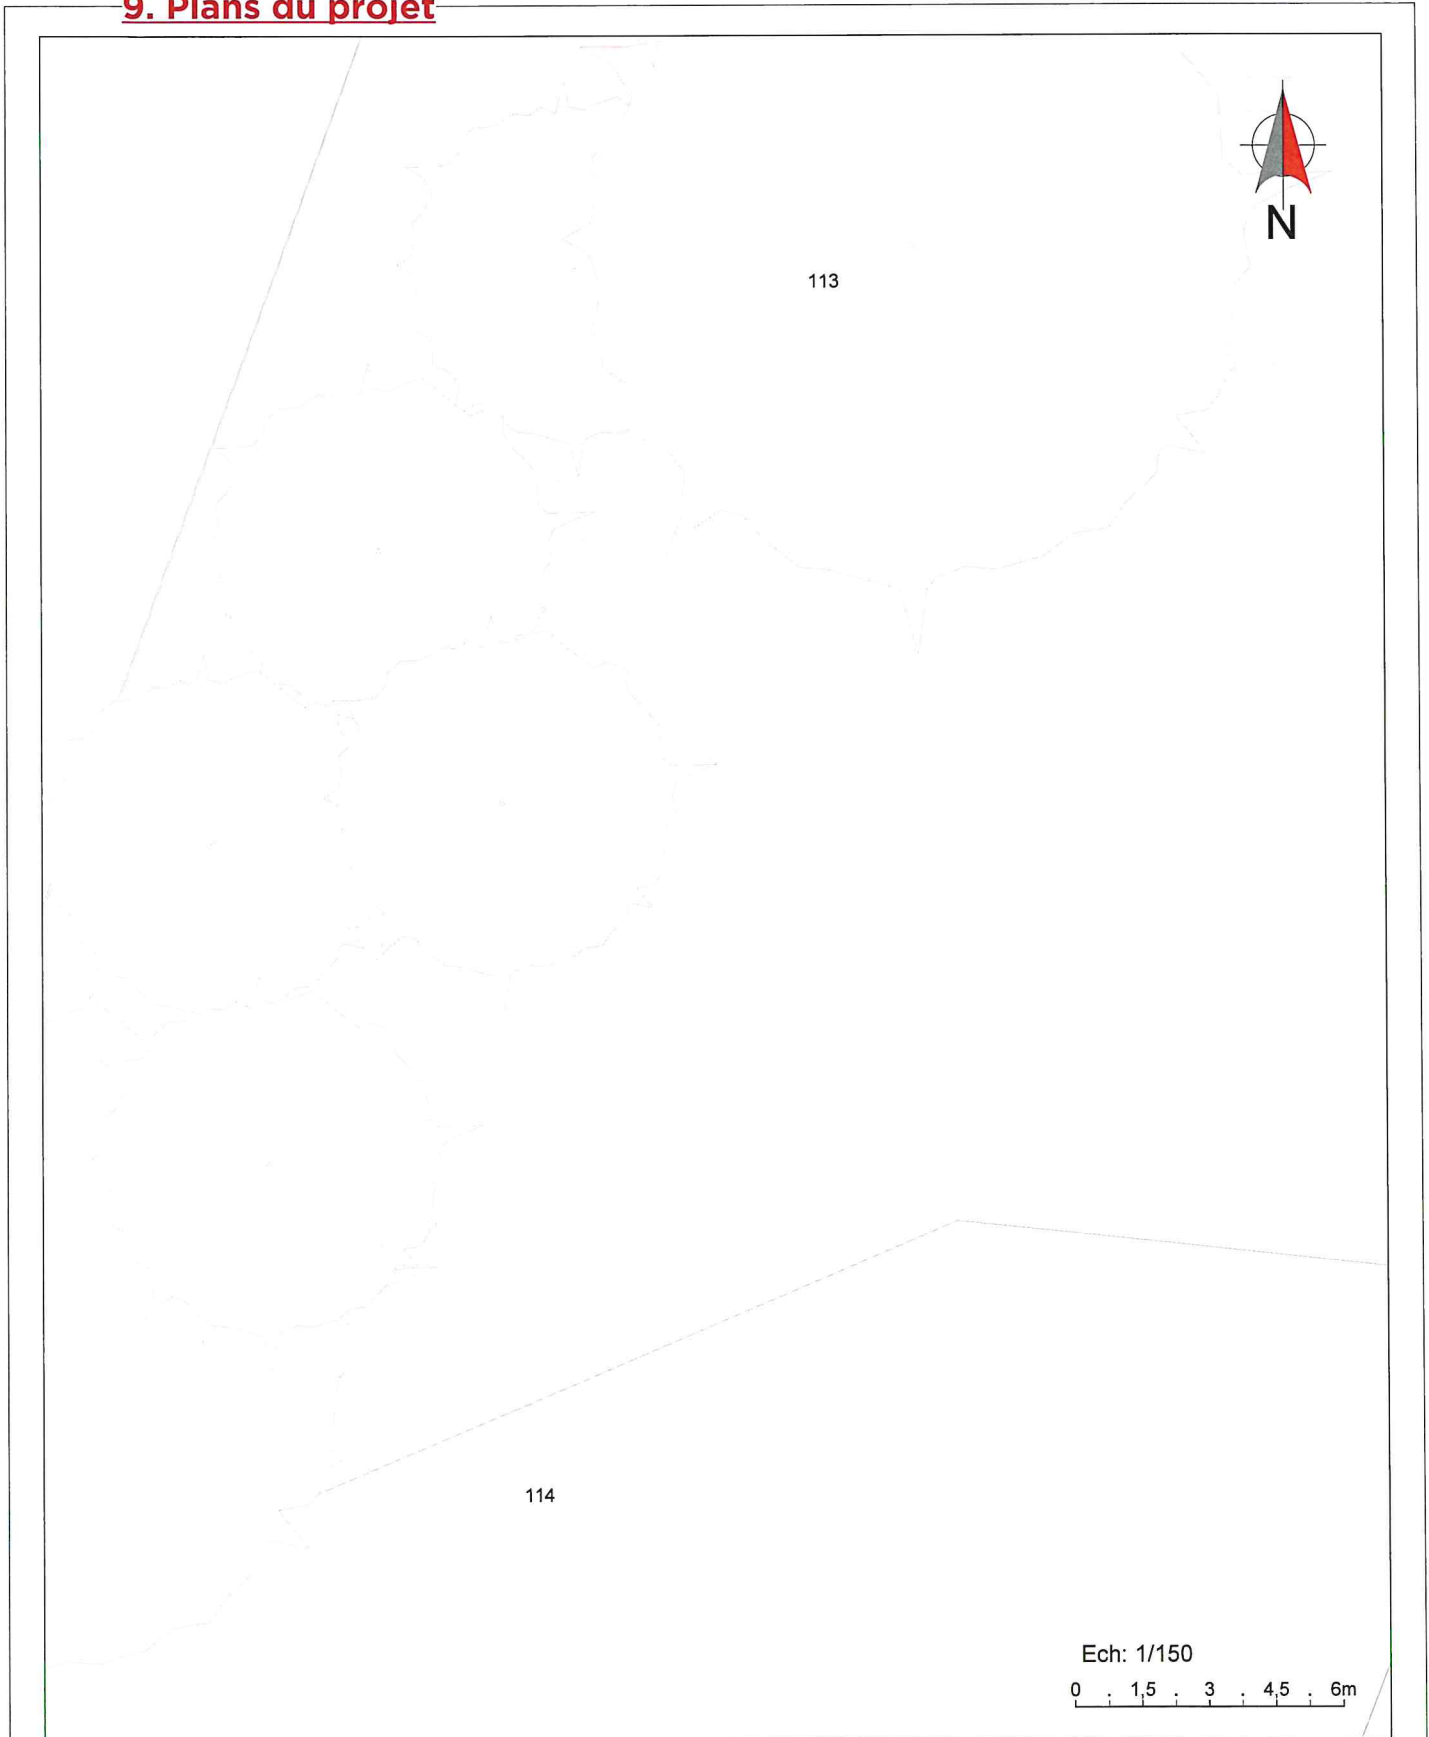 9. Plans du projet
N
113
114
Ech: 1/150
0 . 1,5 . 3 . 4,5 . 6m